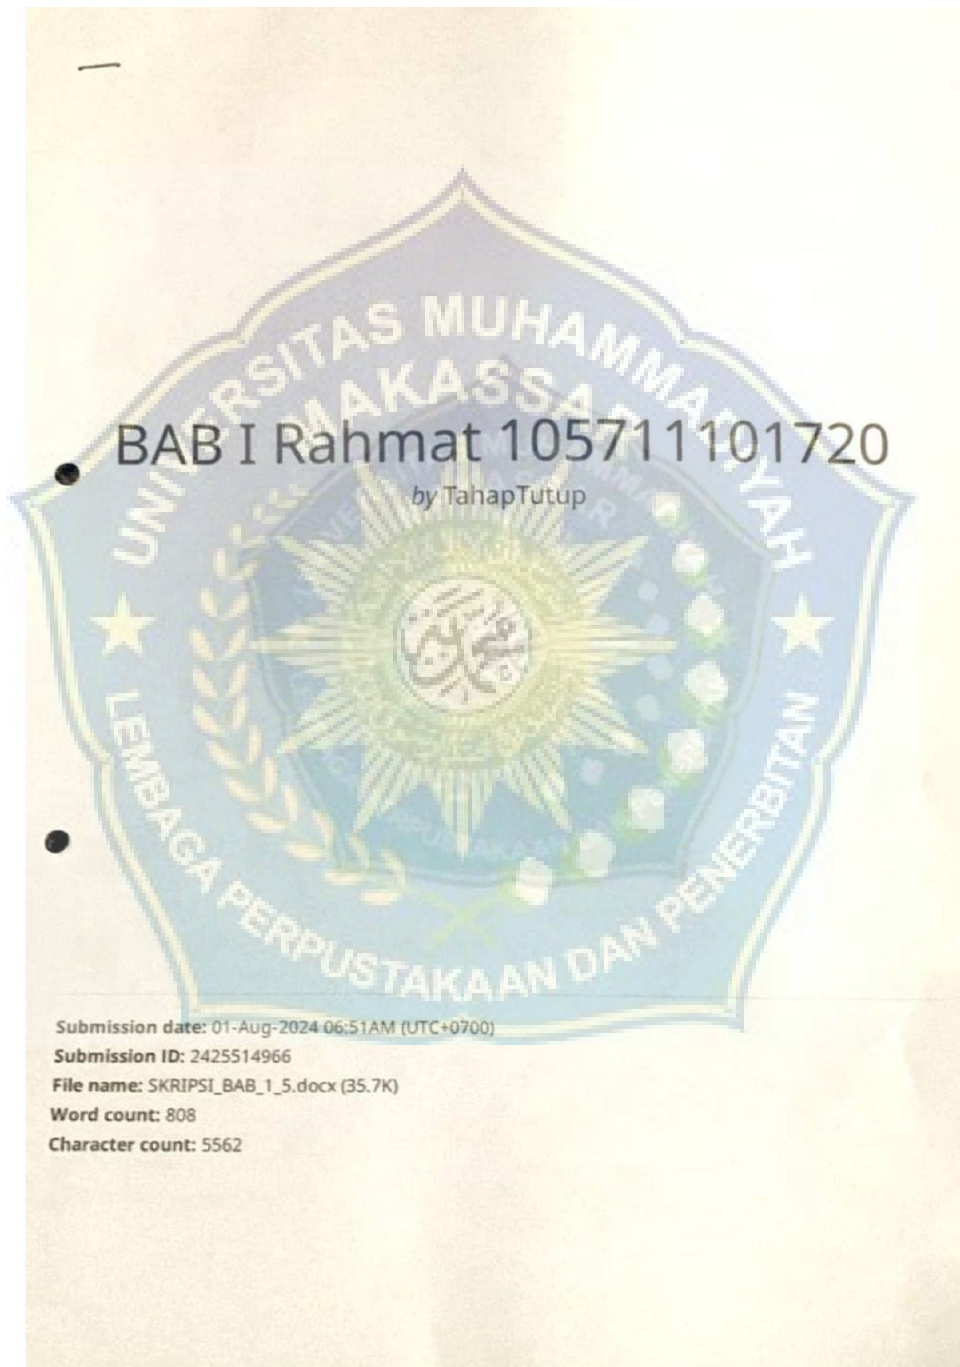 UNIVERSITAS MUHAMMADIYAH
MAKASSAR
BAB I Rahmat 105711101720
by TahapTutup
LEMBAGA PERPUSTAKAAN DAN PENERBITAN
Submission date: 01-Aug-2024 06:51AM (UTC+0700)
Submission ID: 2425514966
File name: SKRIPSI_BAB_1_5.docx (35.7K)
Word count: 808
Character count: 5562